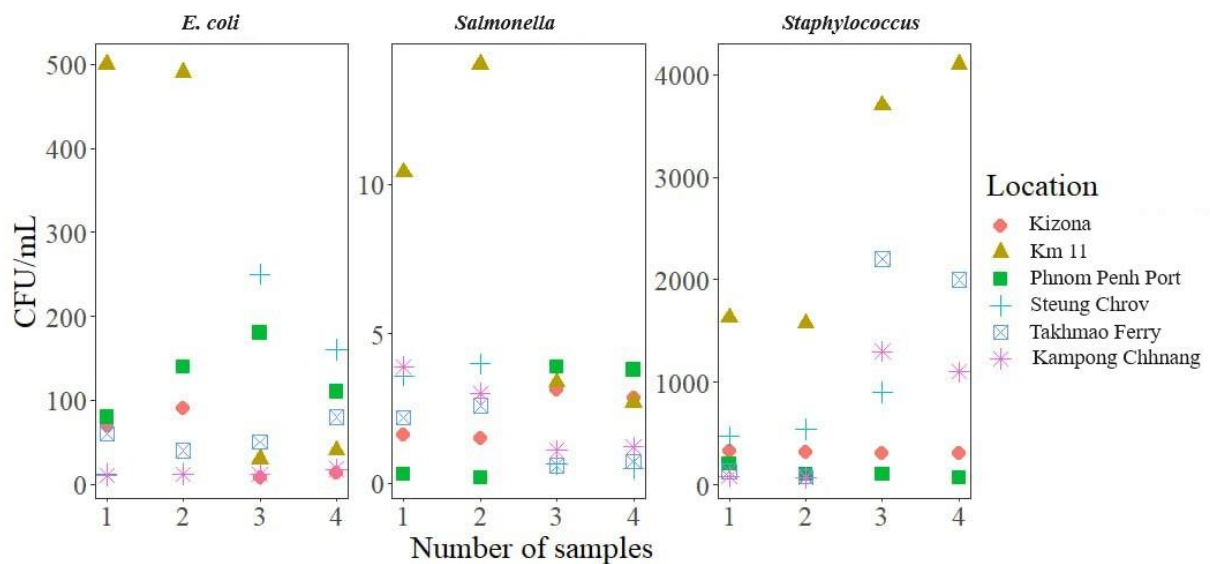 E. coli
Salmonella
Staphylococcus
CFU/mL
500
400
300
200
100
0
10
5
0
4000
3000
2000
1000
0
1 2 3 4
1 2 3 4
1 2 3 4
Number of samples
Location
Kizona
Km 11
Phnom Penh Port
Steung Chrov
Takhmao Ferry
Kampong Chhnang